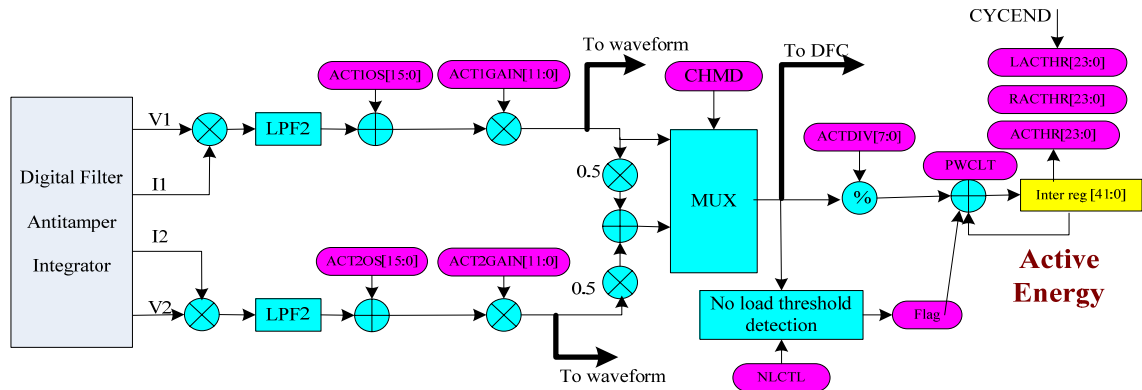 CYCEND
To waveform
To DFC
LACTHR[23:0]
ACT1OS[15:0]
ACT1GAIN[11:0]
CHMD
RACTHR[23:0]
V1
LPF2
ACTDIV[7:0]
ACTHR[23:0]
0.5
PWCLT
Digital Filter
Antitamper
Integrator
I1
MUX
%
Inter reg [41:0]
I2
ACT2OS[15:0]
ACT2GAIN[11:0]
0.5
Active
Energy
V2
LPF2
No load threshold
detection
Flag
To waveform
NLCTL